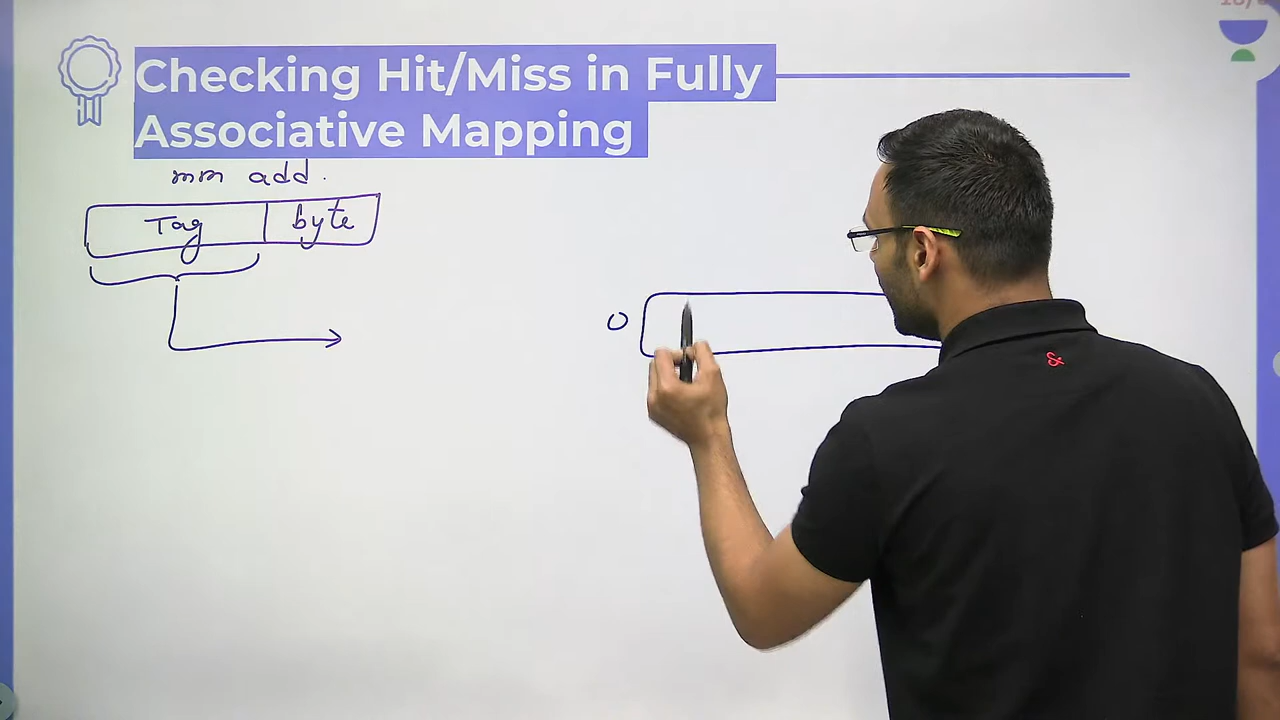 Checking Hit/Miss in Fully
Associative Mapping
mm add.
Tag byte
0